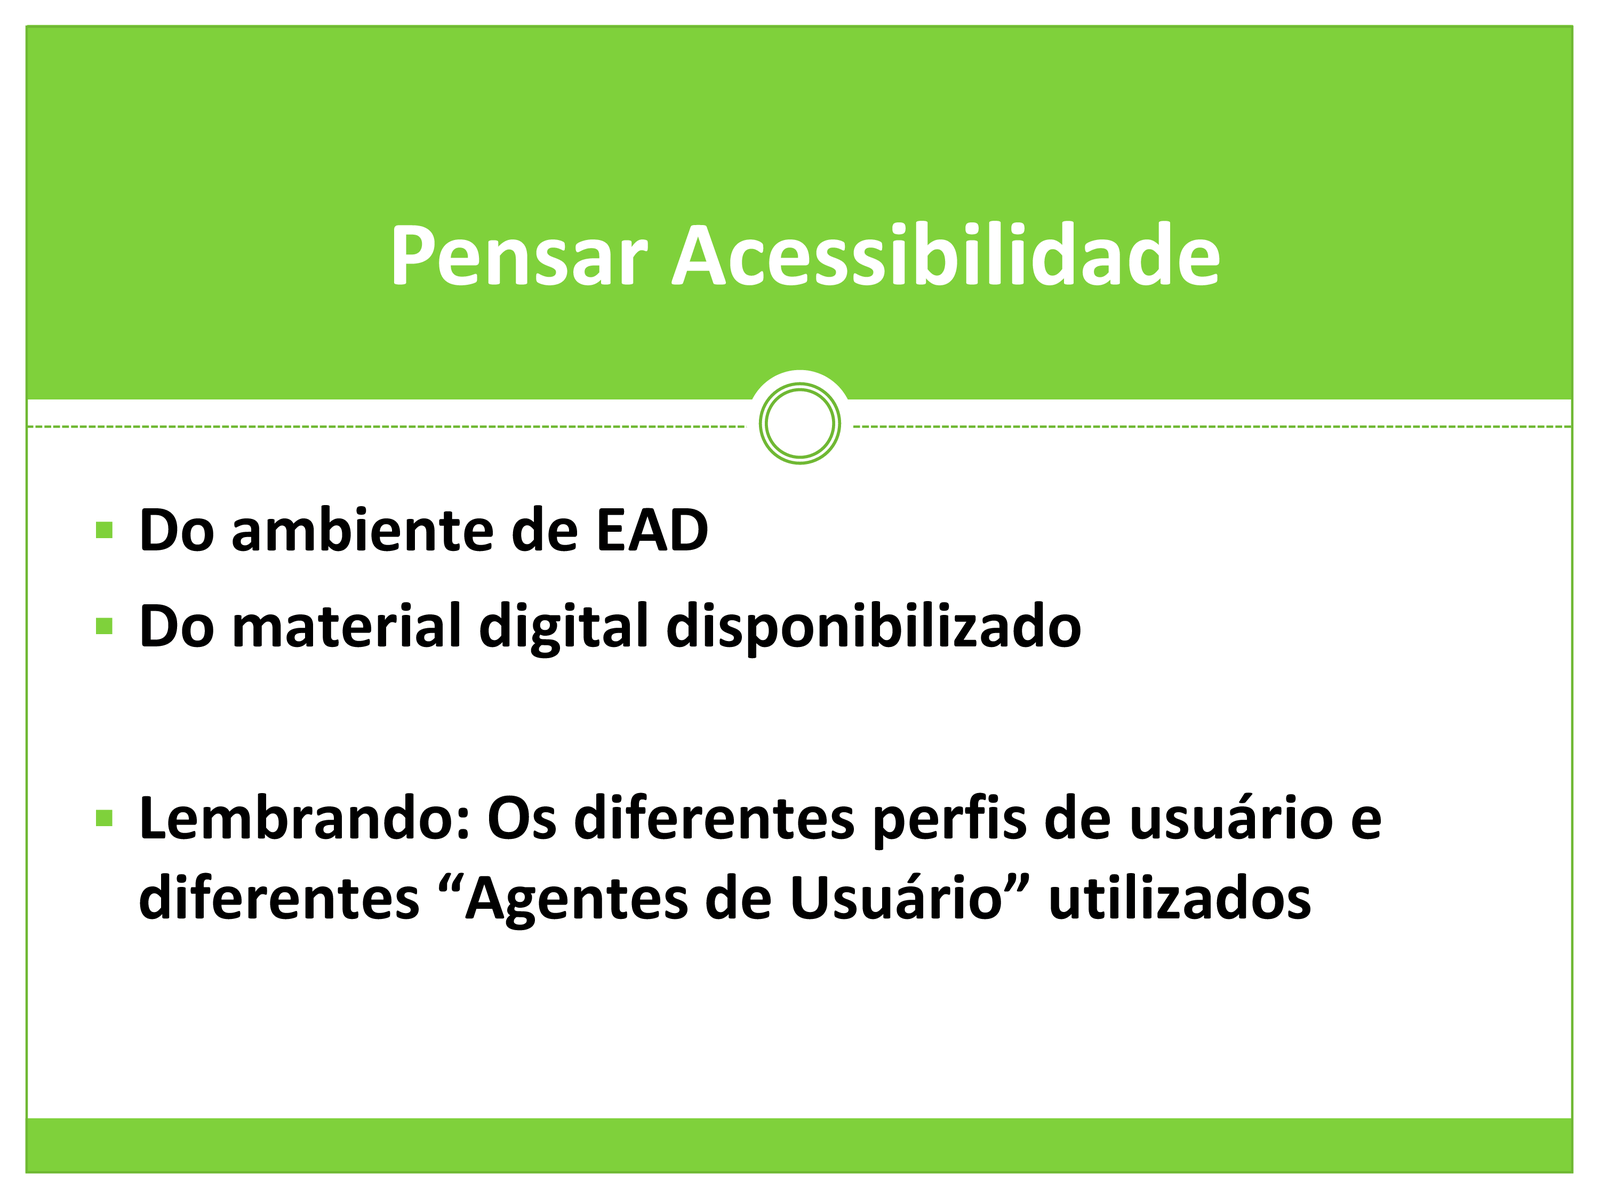 Pensar Acessibilidade
▪ Do ambiente de EAD
▪ Do material digital disponibilizado
▪ Lembrando: Os diferentes perfis de usuário e
diferentes “Agentes de Usuário” utilizados